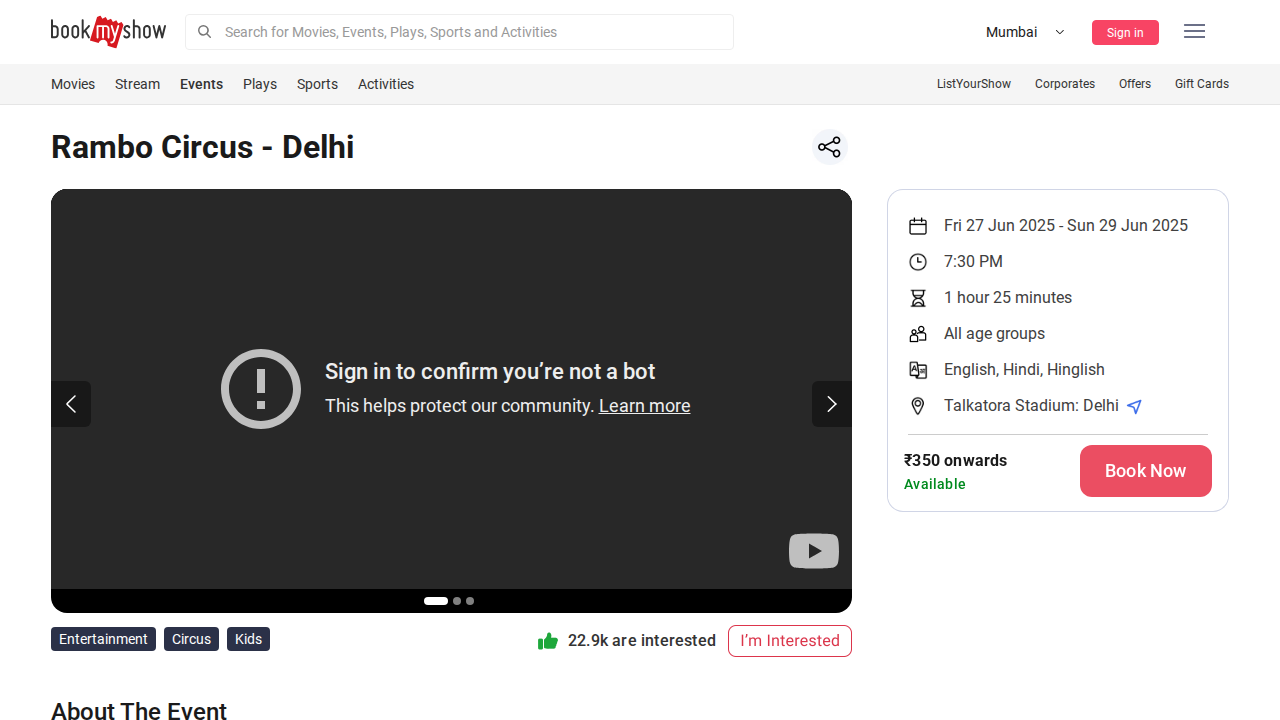 bookmyshow
Search for Movies, Events, Plays, Sports and Activities
Mumbai
Sign in
Movies Stream Events Plays Sports Activities
ListYourShow Corporates Offers Gift Cards
Rambo Circus - Delhi
Sign in to confirm you’re not a bot
This helps protect our community. Learn more
Fri 27 Jun 2025 - Sun 29 Jun 2025
7:30 PM
1 hour 25 minutes
All age groups
English, Hindi, Hinglish
Talkatora Stadium: Delhi
₹350 onwards
Available
Book Now
Entertainment Circus Kids
22.9k are interested
I’m Interested
About The Event